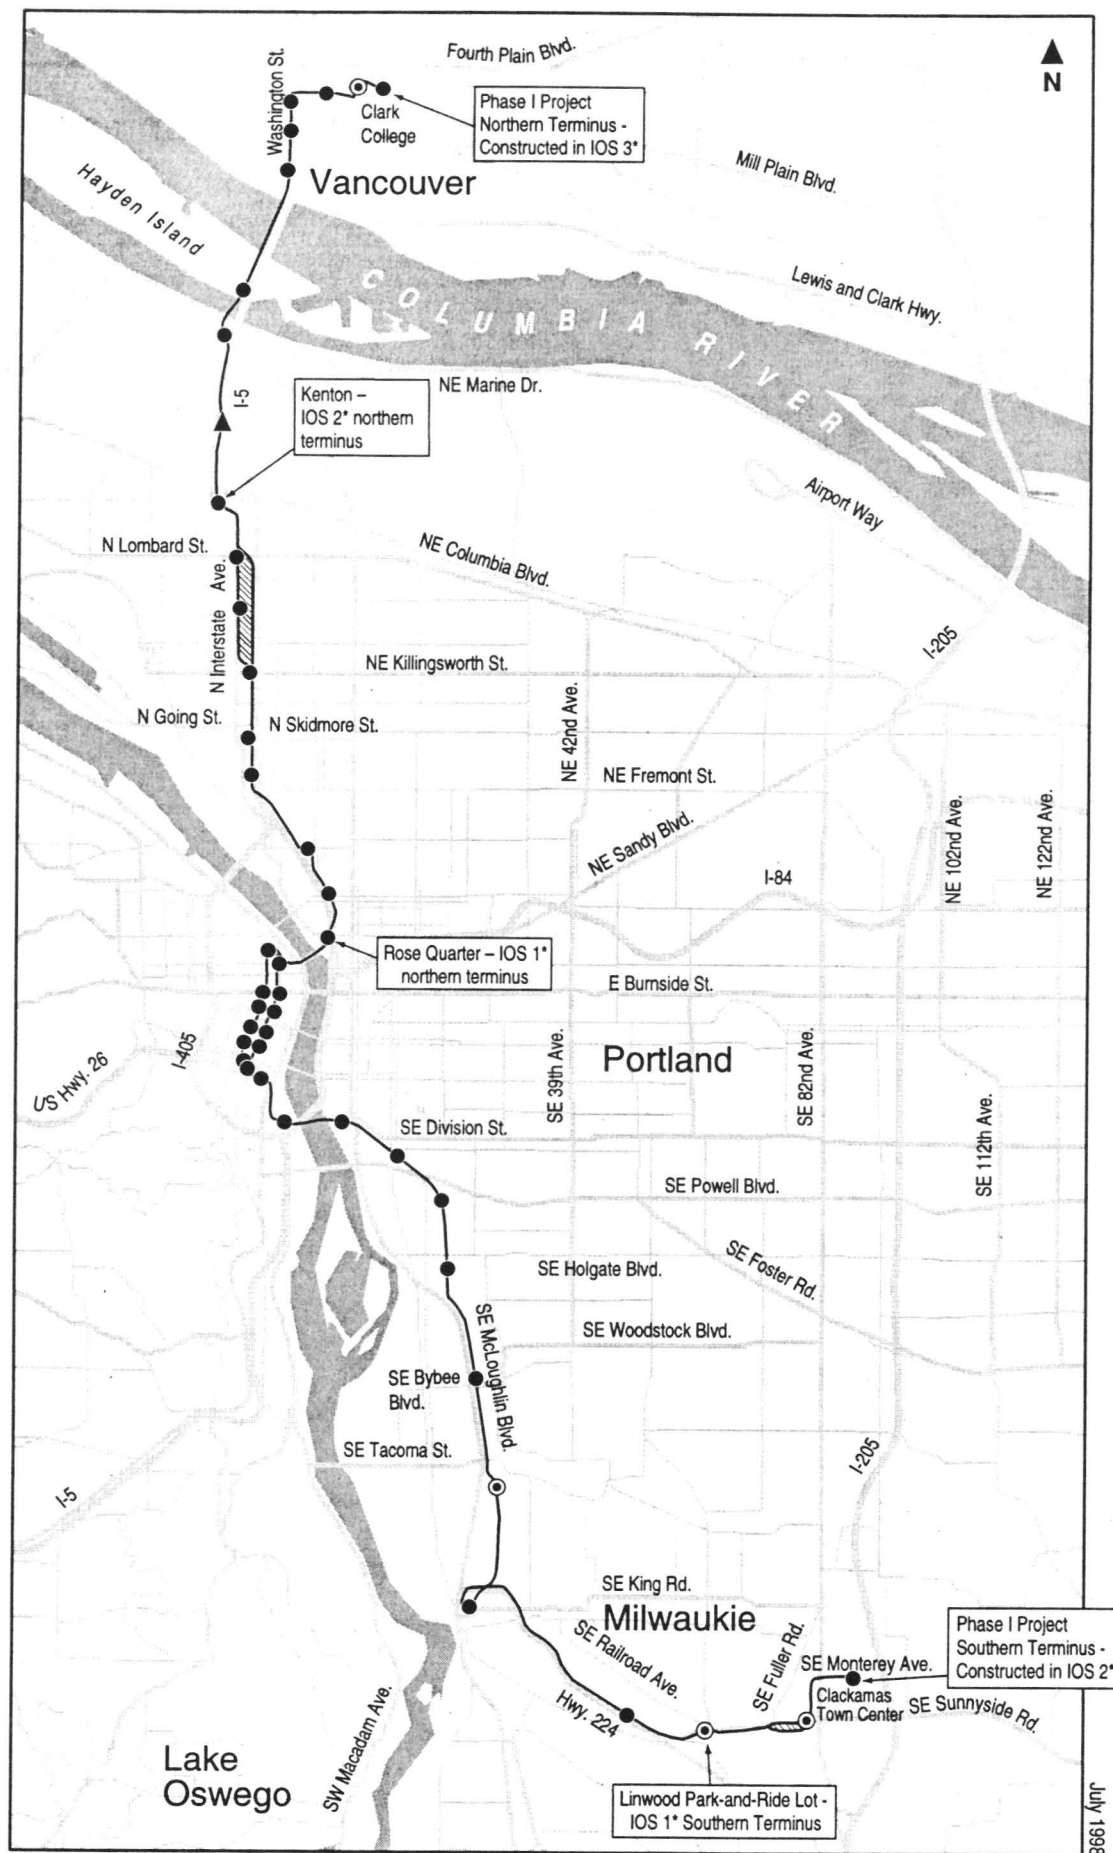 Fourth Plain Blvd.
N
Washington St.
Clark
College
Phase I Project
Northern Terminus -
Constructed in IOS 3*
Mill Plain Blvd.
Vancouver
Hayden Island
Lewis and Clark Hwy.
COLUMBIA RIVER
NE Marine Dr.
I-5
Kenton –
IOS 2* northern
terminus
Airport Way
N Lombard St.
NE Columbia Blvd.
N Interstate Ave.
I-205
NE Killingsworth St.
N Going St.
N Skidmore St.
NE 42nd Ave.
NE Fremont St.
NE Sandy Blvd.
NE 102nd Ave.
NE 122nd Ave.
I-84
Rose Quarter – IOS 1*
northern terminus
E Burnside St.
I-405
US Hwy. 26
Portland
SE 39th Ave.
SE 82nd Ave.
SE Division St.
SE 112th Ave.
SE Powell Blvd.
SE Holgate Blvd.
SE Foster Rd.
SE McLoughlin Blvd.
SE Woodstock Blvd.
SE Bybee
Blvd.
SE Tacoma St.
I-205
I-5
SE King Rd.
Milwaukie
SE Railroad Ave.
SE Fuller Rd.
Phase I Project
Southern Terminus -
Constructed in IOS 2*
SE Monterey Ave.
Clackamas
Town Center
SE Sunnyside Rd.
Hwy. 224
SW Macadam Ave.
Lake
Oswego
Linwood Park-and-Ride Lot -
IOS 1* Southern Terminus
July 1998